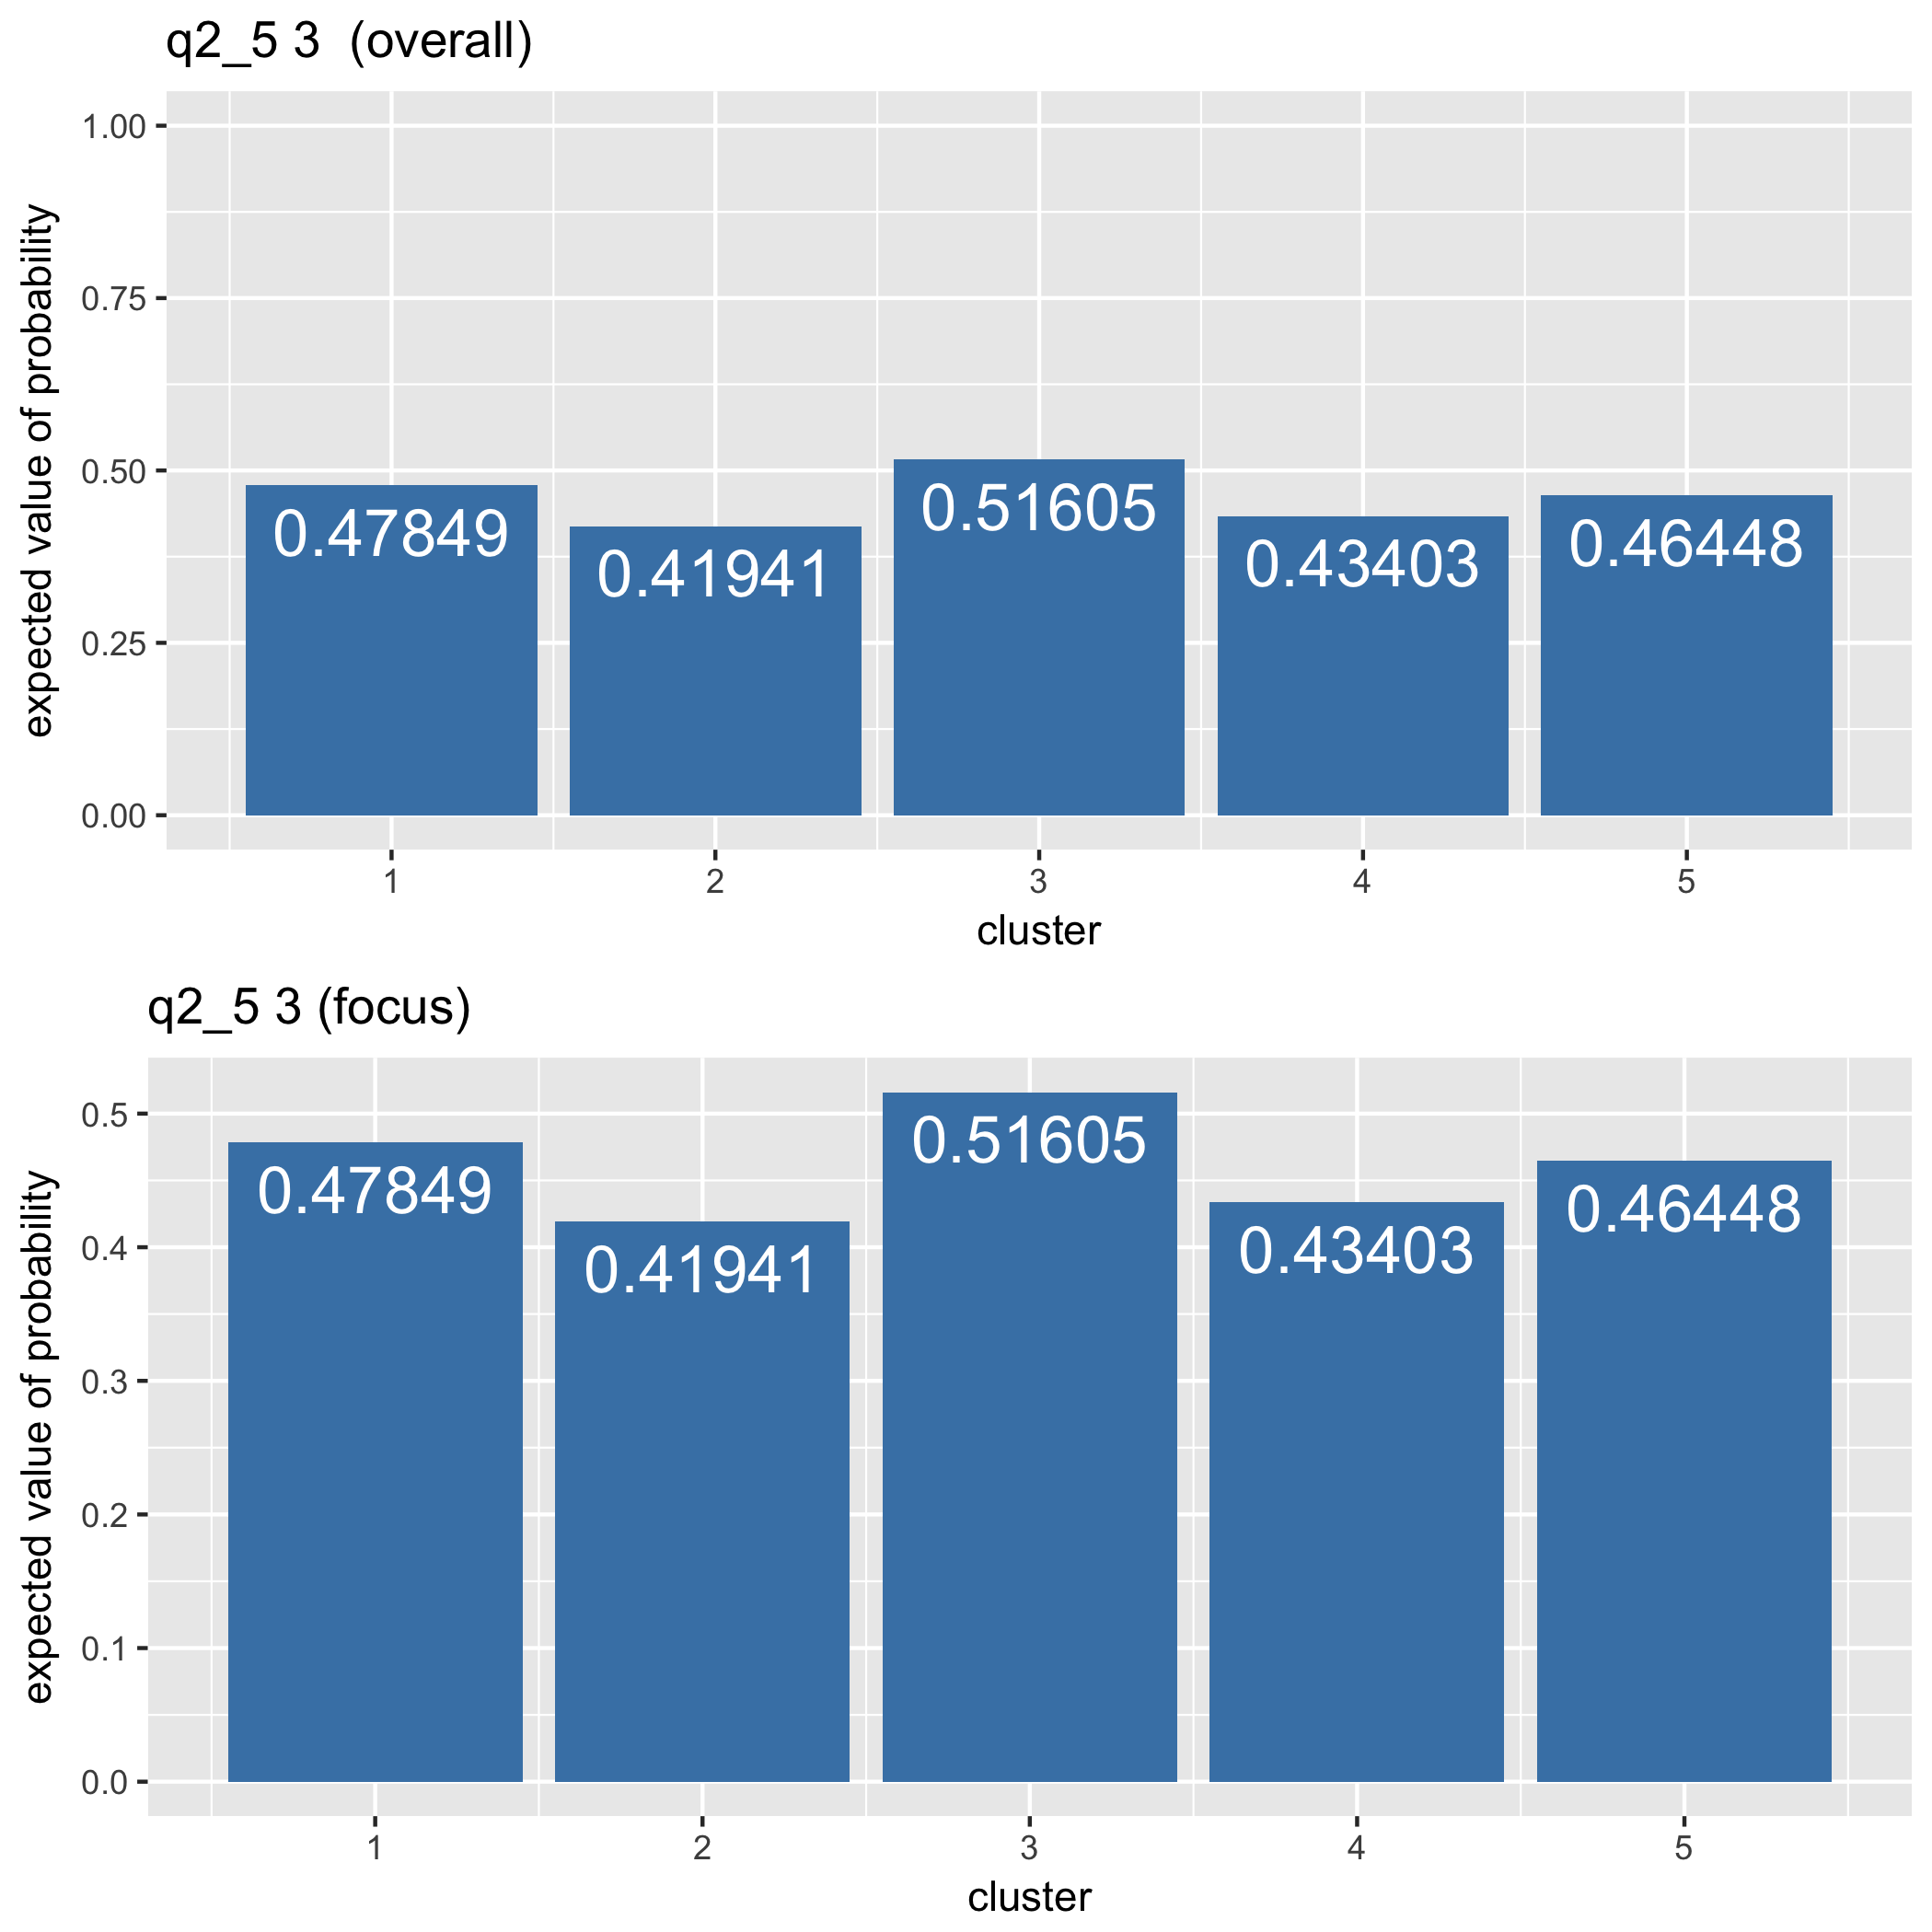 q2_5 3  (overall)
expected value of probability
1.00
0.75
0.50
0.25
0.00
0.47849
0.41941
0.51605
0.43403
0.46448
1 2 3 4 5
cluster
q2_5 3 (focus)
expected value of probability
0.5
0.4
0.3
0.2
0.1
0.0
0.47849
0.41941
0.51605
0.43403
0.46448
1 2 3 4 5
cluster